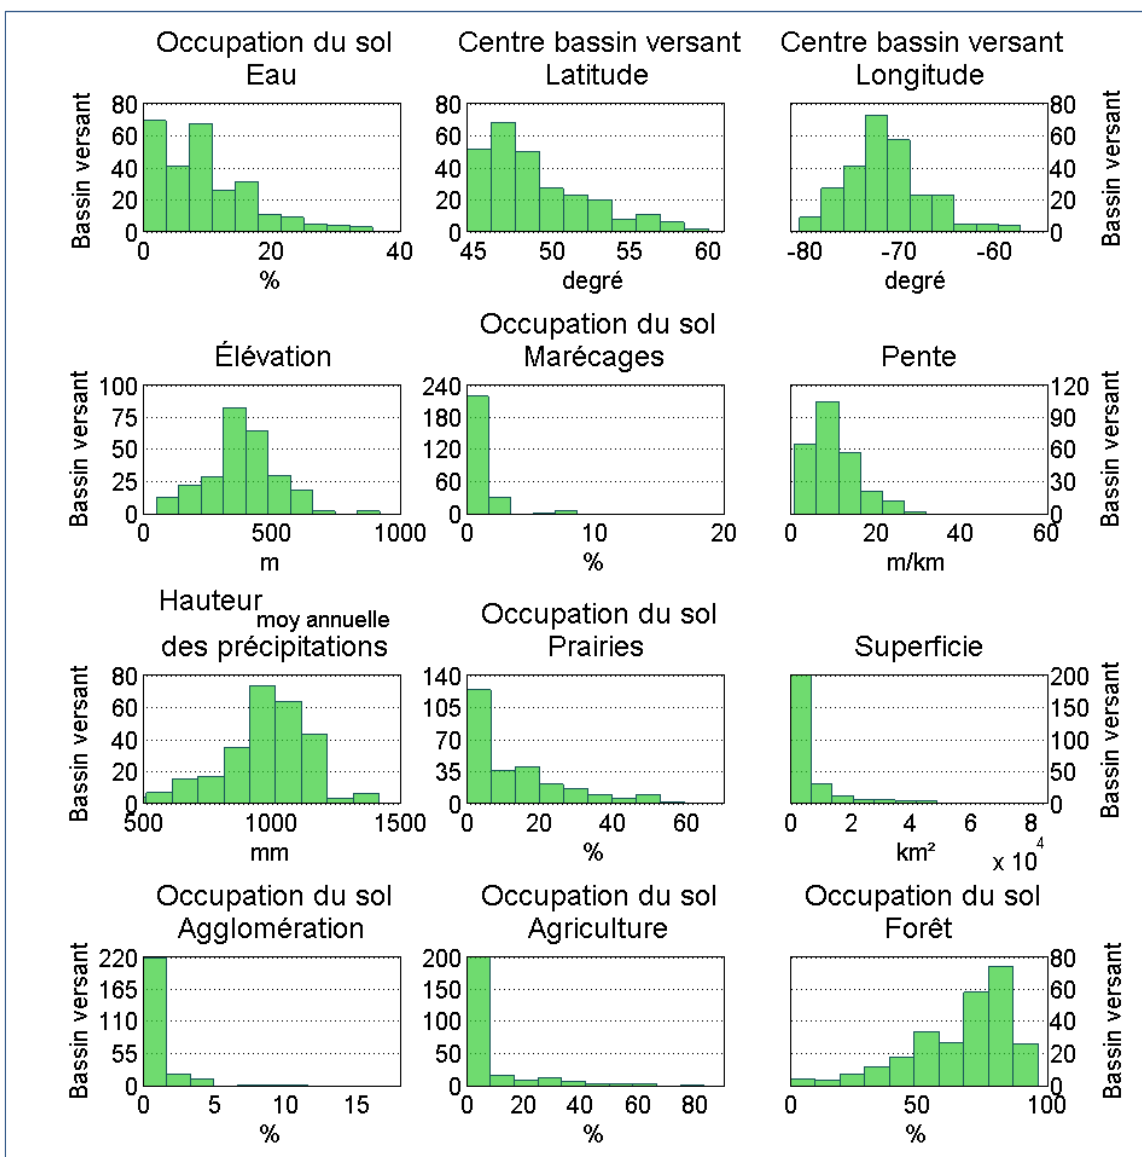 Occupation du sol
Eau
Centre bassin versant
Latitude
Centre bassin versant
Longitude
Bassin versant
80
60
40
20
0
0 20 40
%
80
60
40
20
0
45 50 55 60
degré
80
60
40
20
0
-80 -70 -60
degré
Bassin versant
Élévation
Occupation du sol
Marécages
Pente
Bassin versant
100
75
50
25
0
0 500 1000
m
240
180
120
60
0
0 10 20
%
120
90
60
30
0
0 20 40 60
m/km
Bassin versant
Hauteur moy annuelle
des précipitations
Occupation du sol
Prairies
Superficie
Bassin versant
80
60
40
20
0
500 1000 1500
mm
140
105
70
35
0
0 20 40 60
%
200
150
100
50
0
0 2 4 6 8
km²
x 10⁴
Bassin versant
Occupation du sol
Agglomération
Occupation du sol
Agriculture
Occupation du sol
Forêt
Bassin versant
220
165
110
55
0
0 5 10 15
%
200
150
100
50
0
0 20 40 60 80
%
80
60
40
20
0
0 50 100
%
Bassin versant